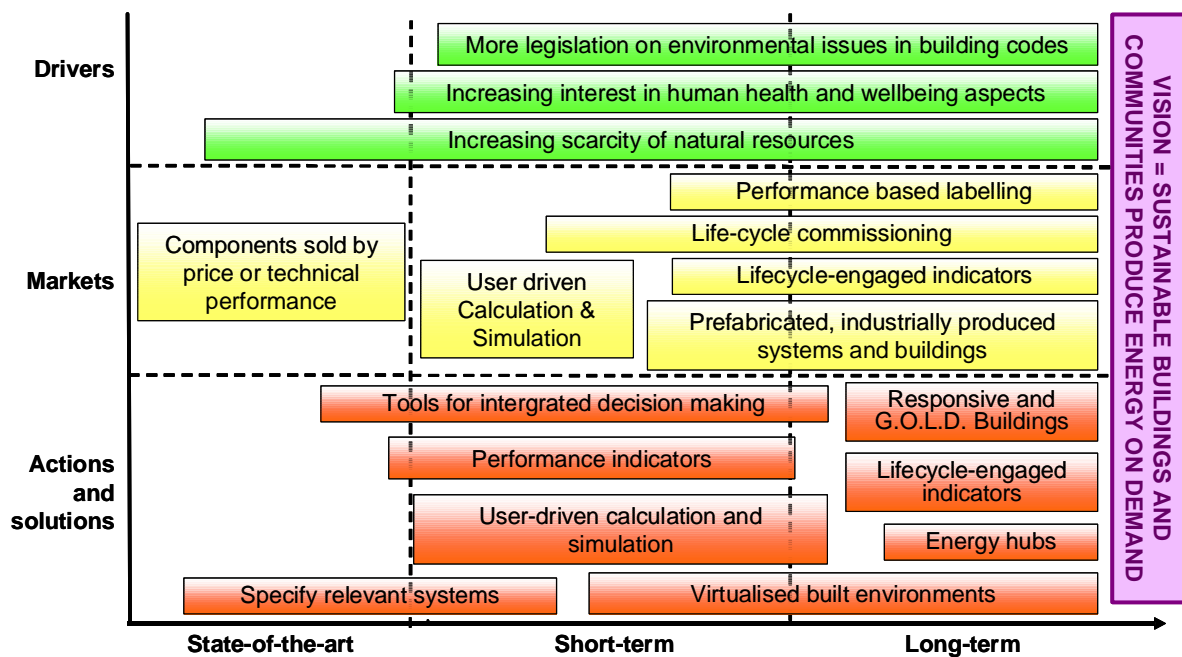 Drivers
More legislation on environmental issues in building codes
Increasing interest in human health and wellbeing aspects
Increasing scarcity of natural resources
Markets
Components sold by
price or technical
performance
User driven
Calculation &
Simulation
Performance based labelling
Life-cycle commissioning
Lifecycle-engaged indicators
Prefabricated, industrially produced
systems and buildings
Actions
and
solutions
Tools for intergrated decision making
Performance indicators
User-driven calculation and
simulation
Specify relevant systems
Virtualised built environments
Responsive and
G.O.L.D. Buildings
Lifecycle-engaged
indicators
Energy hubs
State-of-the-art
Short-term
Long-term
VISION = SUSTAINABLE BUILDINGS AND
COMMUNITIES PRODUCE ENERGY ON DEMAND